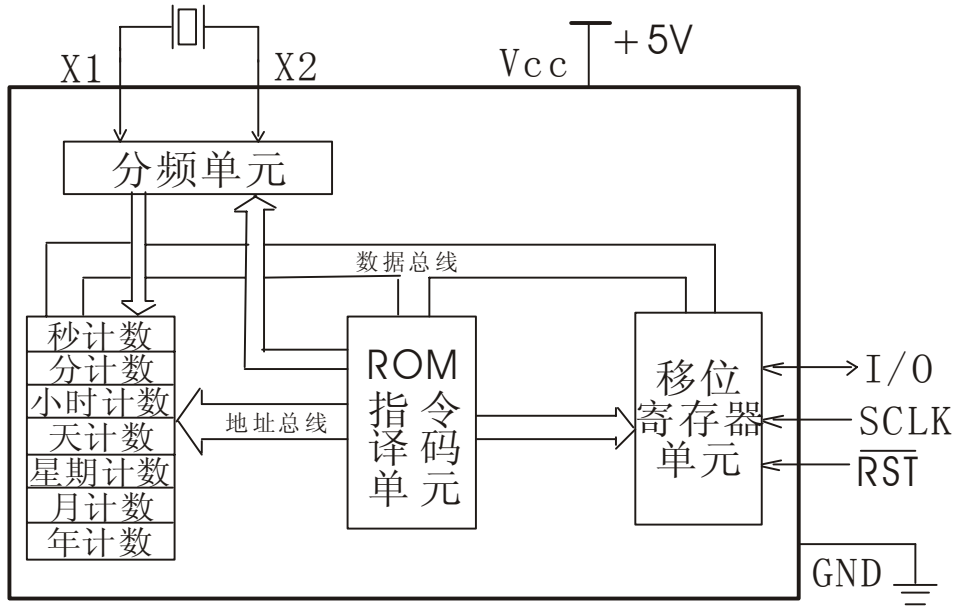 X1
X2
Vcc
+5V
分频单元
数据总线
秒计数
分计数
小时计数
天计数
星期计数
月计数
年计数
地址总线
ROM
指令
译码
单元
移位
寄存器
单元
I/O
SCLK
RST
GND